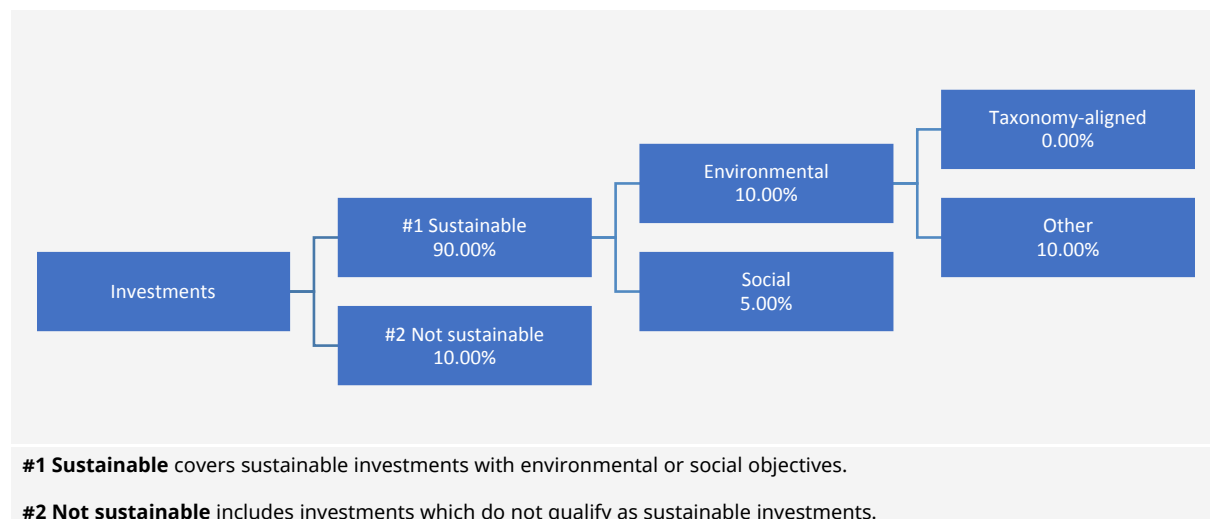 Taxonomy-aligned
0.00%
Environmental
10.00%
#1 Sustainable
90.00%
Other
10.00%
Investments
Social
5.00%
#2 Not sustainable
10.00%
#1 Sustainable covers sustainable investments with environmental or social objectives.
#2 Not sustainable includes investments which do not qualify as sustainable investments.